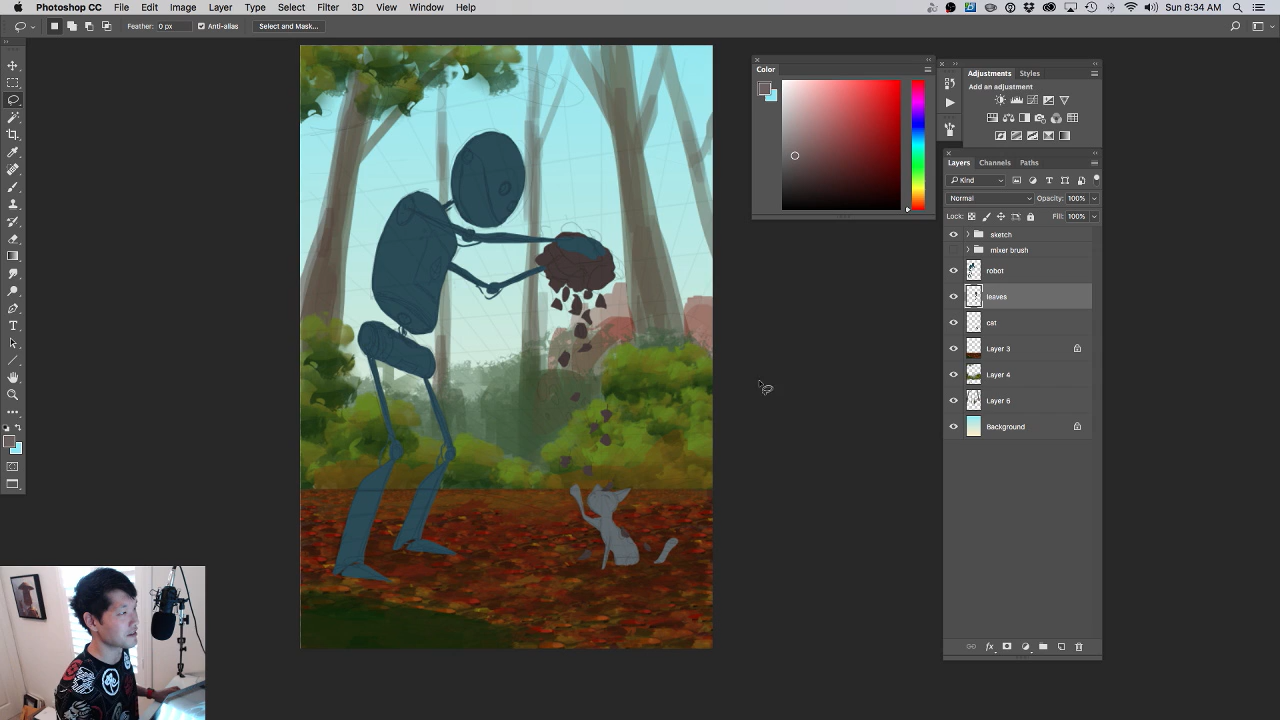 Photoshop CC File Edit Image Layer Type Select Filter 3D View Window Help Sun 8:34 AM
Feather: 0 px Anti-alias Select and Mask...
Color
Adjustments Styles
Add an adjustment
Layers Channels Paths
Kind
Normal Opacity: 100%
Lock: Fill: 100%
sketch
mixer brush
robot
leaves
cat
Layer 3
Layer 4
Layer 6
Background
fx